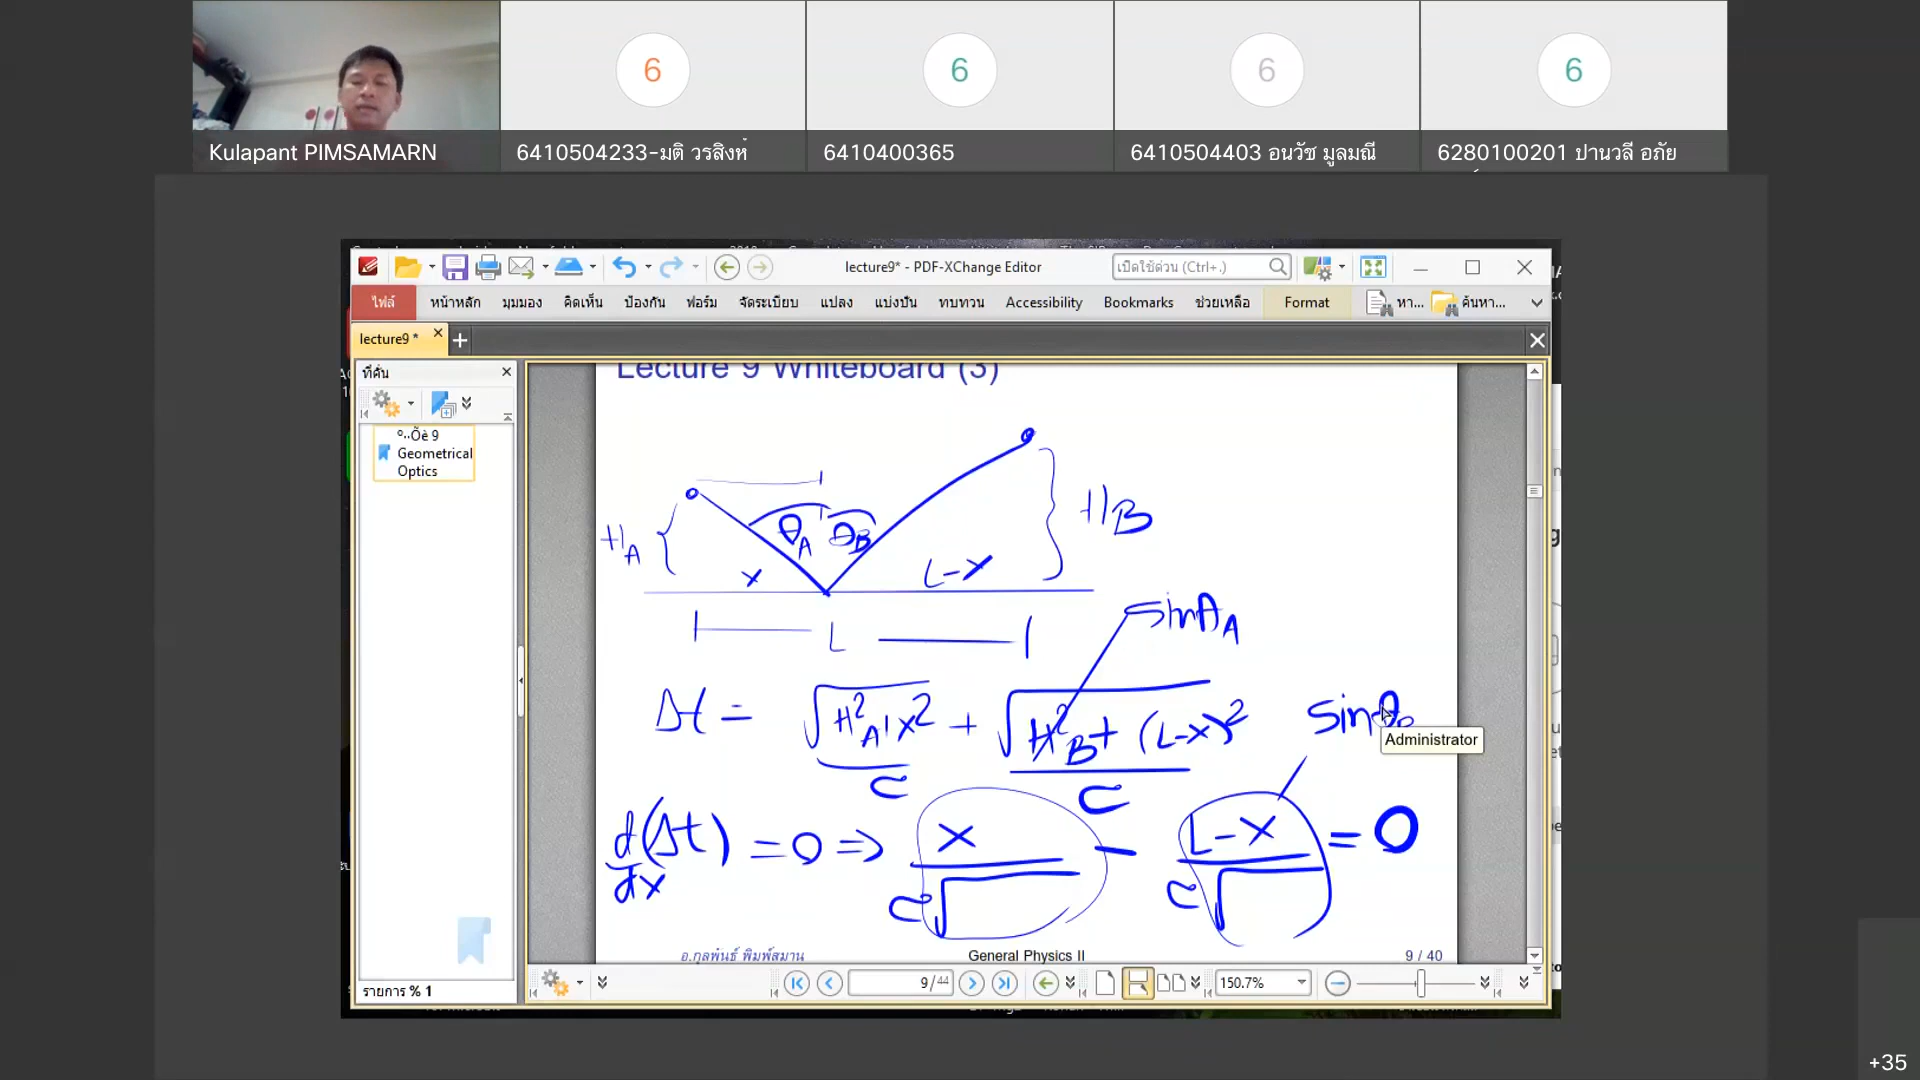 6
6
6
6
Kulapant PIMSAMARN
6410504233-มติ วรสิงห์
6410400365
6410504403 อนวัช มูลมณี
6280100201 ปานวลี อภัย
lecture9* - PDF-XChange Editor
เปิดใช้ด่วน (Ctrl+.)
ไฟล์ หน้าหลัก มุมมอง คิดเห็น ป้องกัน ฟอร์ม จัดระเบียบ แปลง แบ่งปัน ทบทวน Accessibility Bookmarks ช่วยเหลือ Format หา... ค้นหา...
lecture9 *
ที่คั่น
º··Õè 9
Geometrical
Optics
Lecture 9 Whiteboard (3)
H_A θ_A θ_B H_B
x L-x
L
sinθ_A
Δt = √(H_A² + x²)/c + √(H_B² + (L-x)²)/c
sinθ_B
Administrator
d/dx (Δt) = 0 ⇒ x/(c√) - (L-x)/(c√) = 0
อ.กุลพันธ์ พิมพ์สมาน General Physics II 9 / 40
รายการ % 1
9 / 44
150.7%
+35